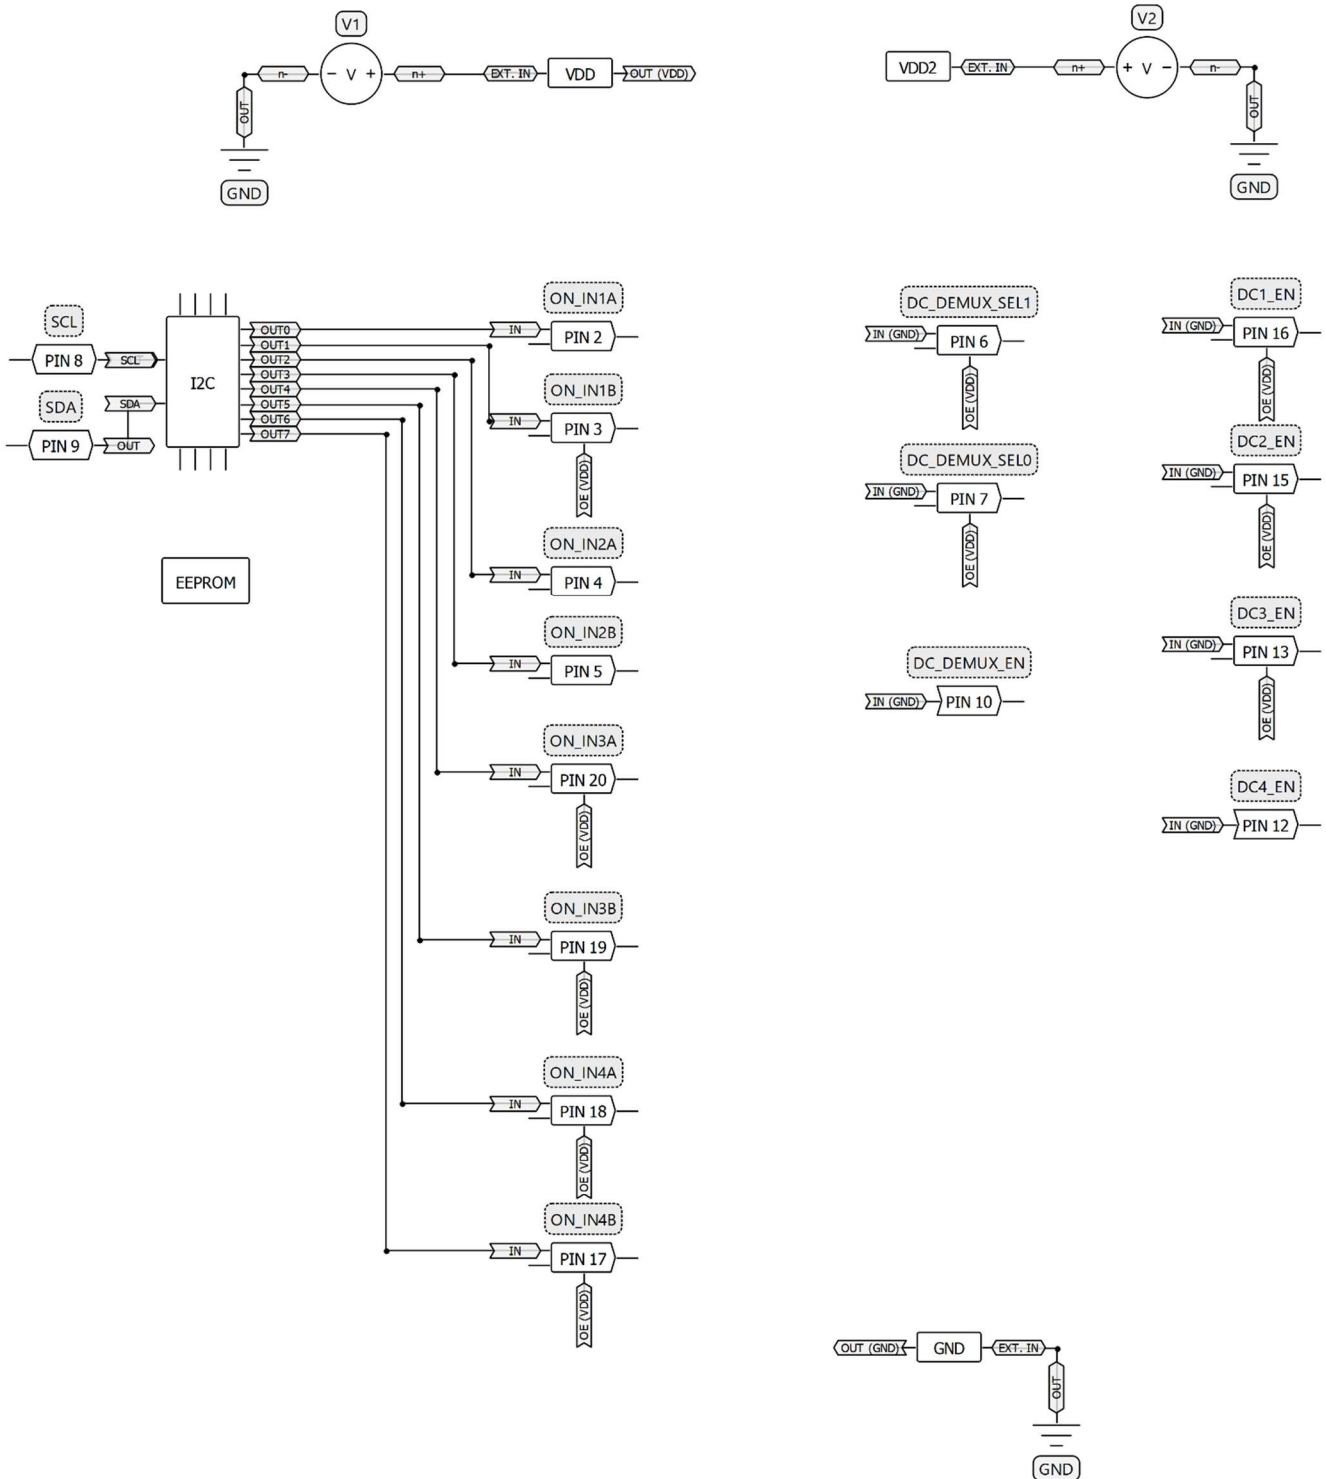 V1
n-
- V +
n+
EXT. IN
VDD
OUT (VDD)
OUT
GND
V2
VDD2
EXT. IN
n+
+ V -
n-
OUT
GND
SCL
PIN 8
SCL
SDA
SDA
PIN 9
OUT
I2C
OUT0
OUT1
OUT2
OUT3
OUT4
OUT5
OUT6
OUT7
EEPROM
ON_IN1A
IN
PIN 2
ON_IN1B
IN
PIN 3
OE (VDD)
ON_IN2A
IN
PIN 4
ON_IN2B
IN
PIN 5
ON_IN3A
IN
PIN 20
OE (VDD)
ON_IN3B
IN
PIN 19
OE (VDD)
ON_IN4A
IN
PIN 18
OE (VDD)
ON_IN4B
IN
PIN 17
OE (VDD)
DC_DEMUX_SEL1
IN (GND)
PIN 6
OE (VDD)
DC_DEMUX_SEL0
IN (GND)
PIN 7
OE (VDD)
DC_DEMUX_EN
IN (GND)
PIN 10
DC1_EN
IN (GND)
PIN 16
OE (VDD)
DC2_EN
IN (GND)
PIN 15
OE (VDD)
DC3_EN
IN (GND)
PIN 13
OE (VDD)
DC4_EN
IN (GND)
PIN 12
OUT (GND)
GND
EXT. IN
OUT
GND